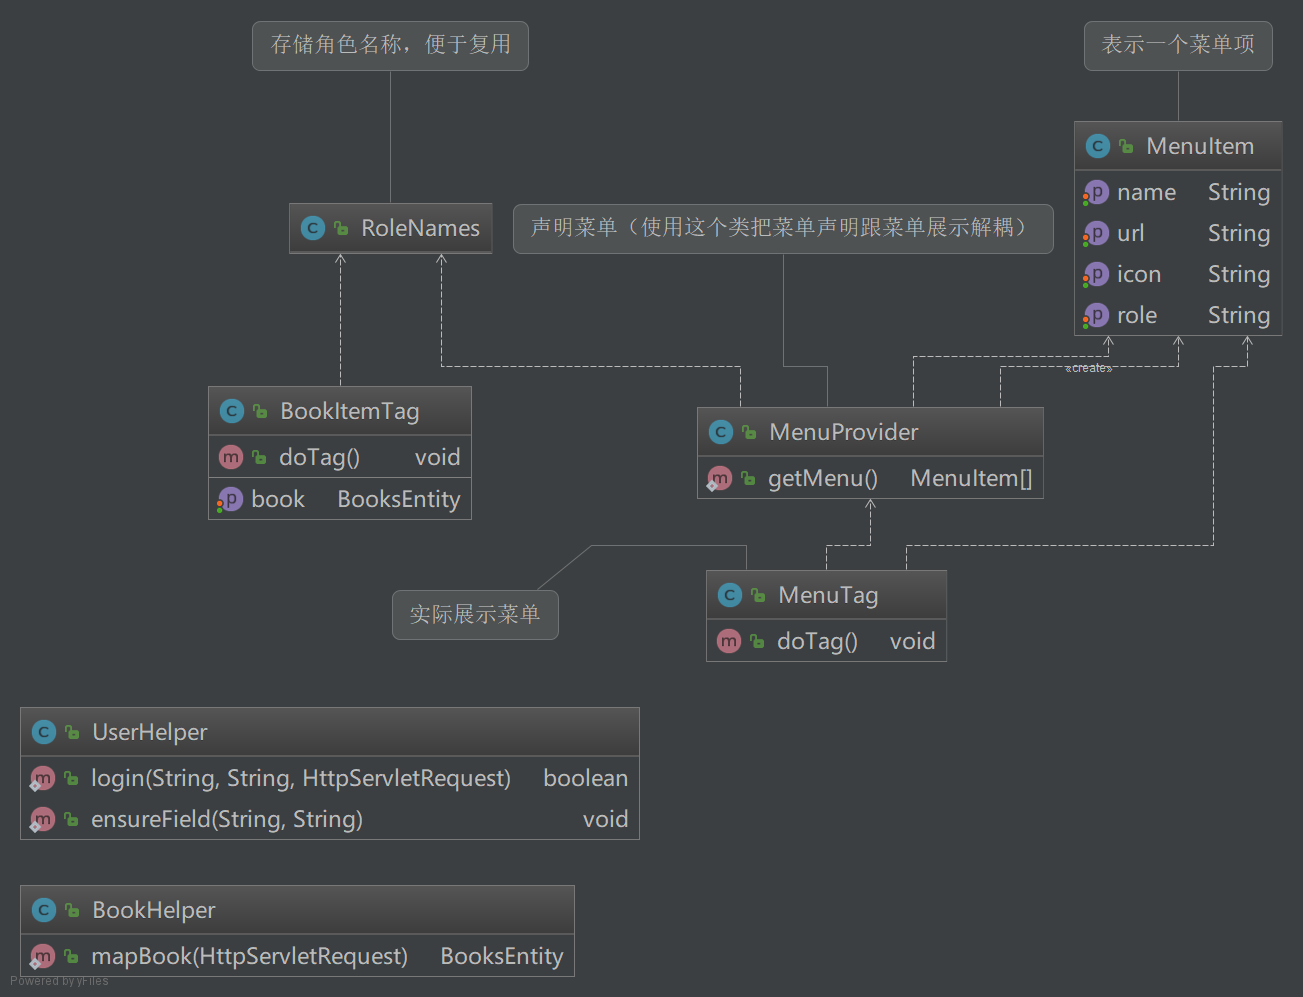 存储角色名称，便于复用
表示一个菜单项
C MenuItem
p name String
p url String
p icon String
p role String
C RoleNames
声明菜单（使用这个类把菜单声明跟菜单展示解耦）
«create»
C BookItemTag
m doTag() void
p book BooksEntity
C MenuProvider
m getMenu() MenuItem[]
实际展示菜单
C MenuTag
m doTag() void
C UserHelper
m login(String, String, HttpServletRequest) boolean
m ensureField(String, String) void
C BookHelper
m mapBook(HttpServletRequest) BooksEntity
Powered by yFiles